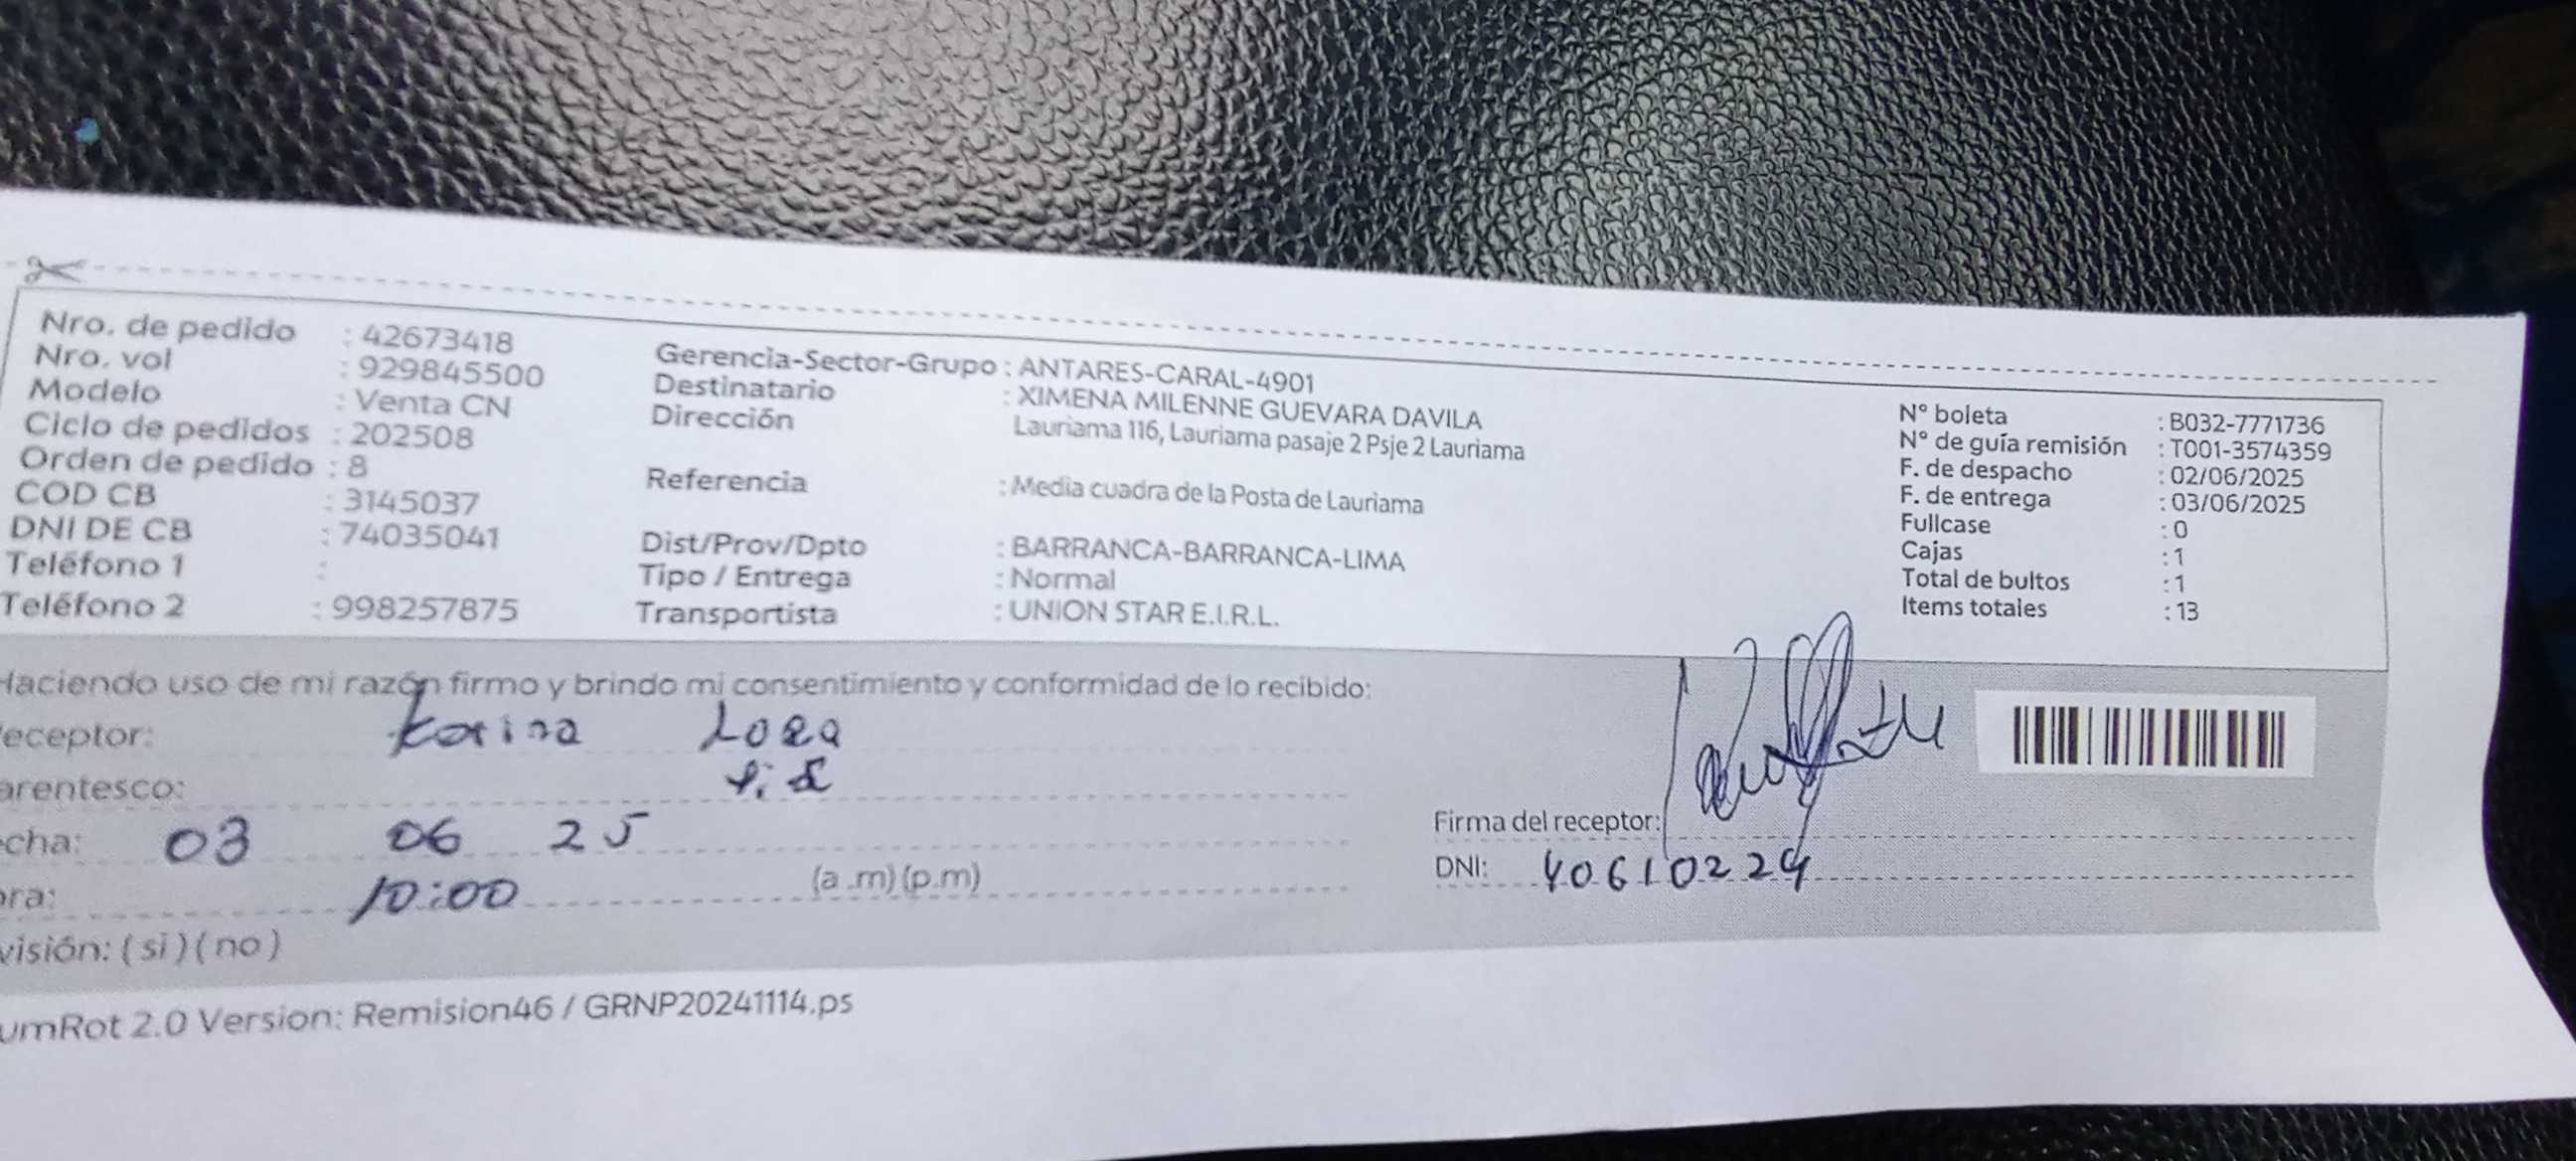 Nro. de pedido : 42673418
Nro. vol : 929845500
Modelo : Venta CN
Ciclo de pedidos : 202508
Orden de pedido : 8
COD CB : 3145037
DNI DE CB : 74035041
Teléfono 1 :
Teléfono 2 : 998257875
Gerencia-Sector-Grupo : ANTARES-CARAL-4901
Destinatario : XIMENA MILENNE GUEVARA DAVILA
Dirección Lauriama 116, Lauriama pasaje 2 Psje 2 Lauriama
Referencia : Media cuadra de la Posta de Lauriama
Dist/Prov/Dpto : BARRANCA-BARRANCA-LIMA
Tipo / Entrega : Normal
Transportista : UNION STAR E.I.R.L.
N° boleta : B032-7771736
N° de guía remisión : T001-3574359
F. de despacho : 02/06/2025
F. de entrega : 03/06/2025
Fullcase : 0
Cajas : 1
Total de bultos : 1
Items totales : 13
Haciendo uso de mi razón firmo y brindo mi consentimiento y conformidad de lo recibido:
eceptor: Karina
arentesco:
cha: 03 06 25
ora: 10:00 (a.m) (p.m)
visión: ( si ) ( no )
Firma del receptor:
DNI: 40610224
umRot 2.0 Version: Remision46 / GRNP20241114.ps